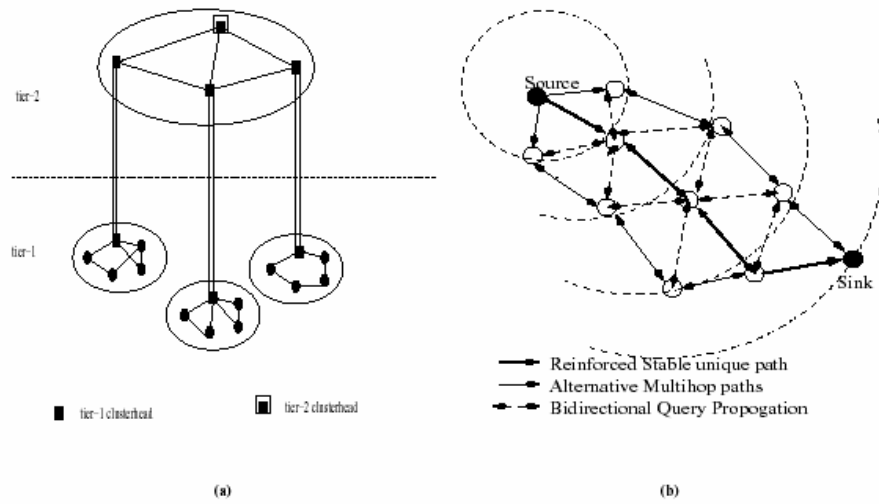 tier-2
tier-1
tier-1 clusterhead
tier-2 clusterhead
(a)
Source
Sink
Reinforced Stable unique path
Alternative Multihop paths
Bidirectional Query Propogation
(b)